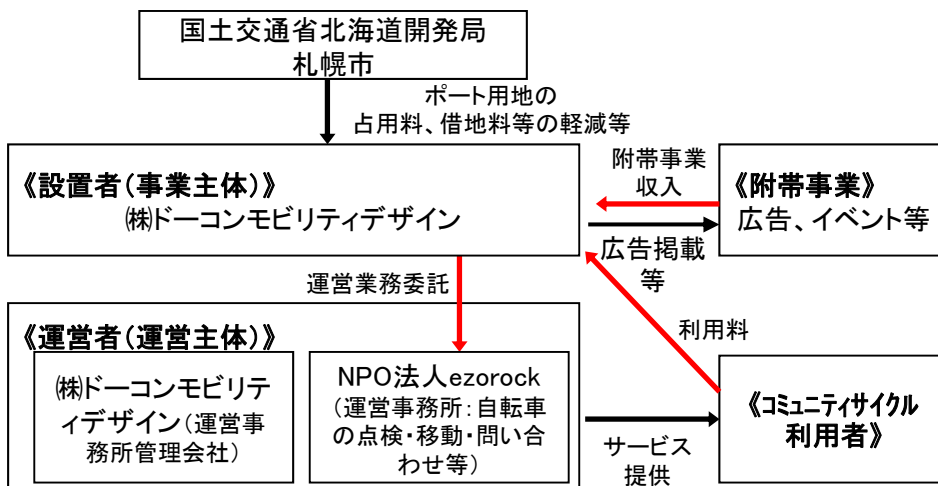 国土交通省北海道開発局
札幌市
ポート用地の
占用料、借地料等の軽減等
《設置者（事業主体）》
㈱ドーコンモビリティデザイン
附帯事業
収入
《附帯事業》
広告、イベント等
広告掲載
等
運営業務委託
利用料
《運営者（運営主体）》
㈱ドーコンモビリテ
ィデザイン（運営事
務所管理会社）
NPO法人ezorock
（運営事務所：自転車
の点検・移動・問い合
わせ等）
サービス
提供
《コミュニティサイクル
利用者》